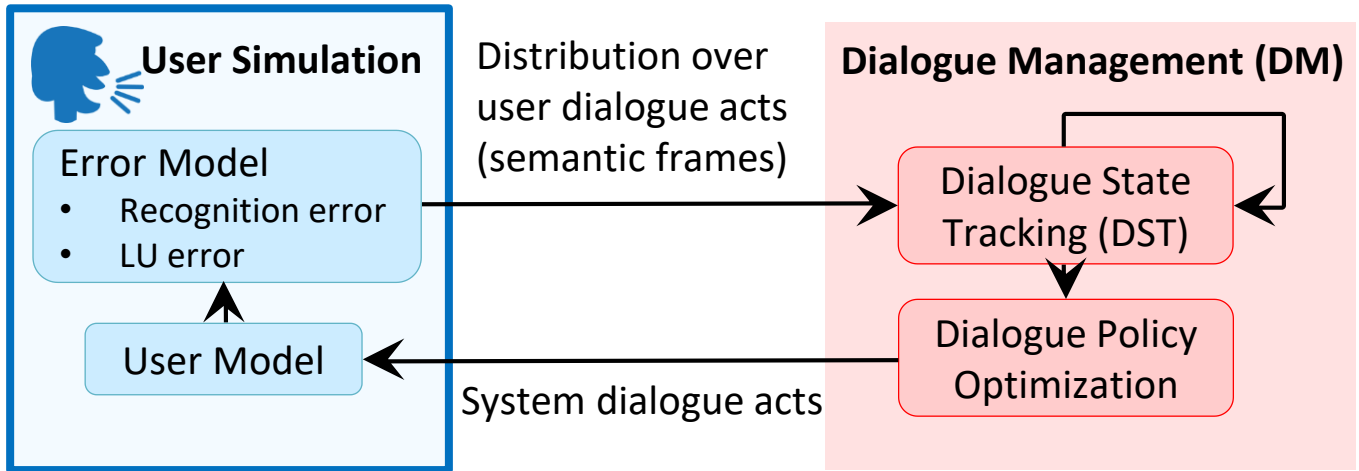 User Simulation
Error Model
• Recognition error
• LU error
User Model
Distribution over
user dialogue acts
(semantic frames)
System dialogue acts
Dialogue Management (DM)
Dialogue State
Tracking (DST)
Dialogue Policy
Optimization